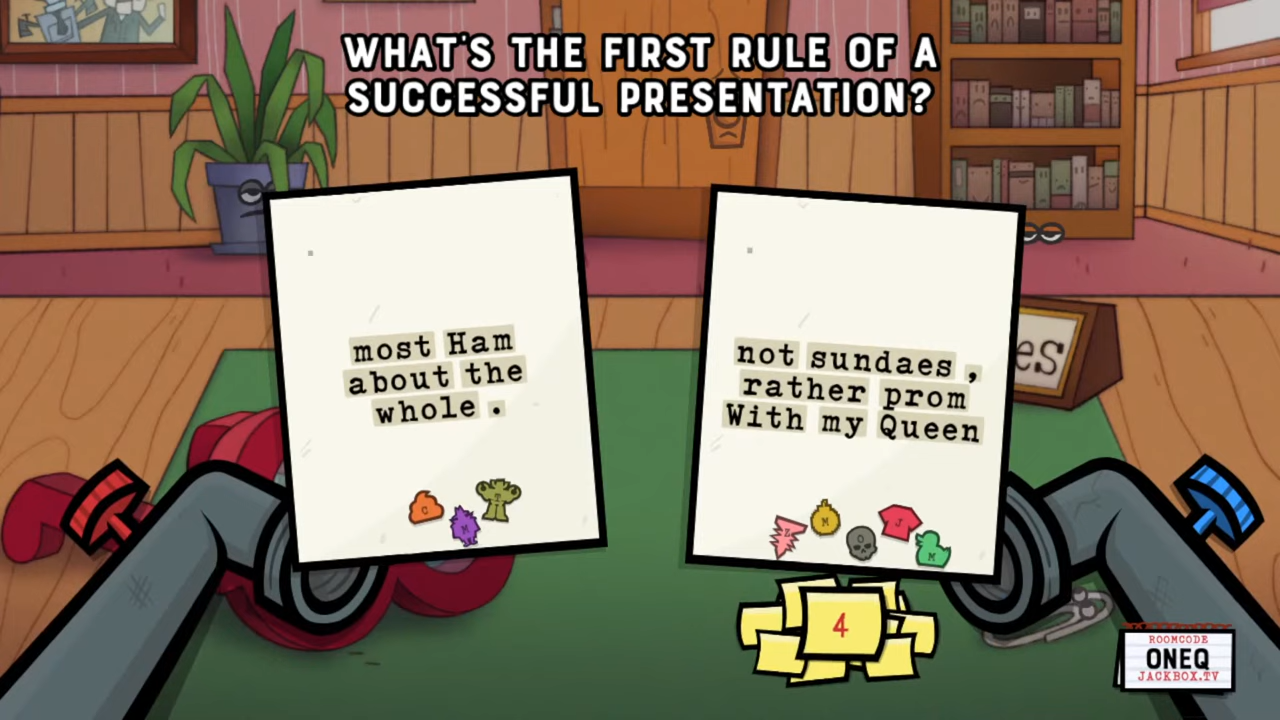 WHAT'S THE FIRST RULE OF A
SUCCESSFUL PRESENTATION?
most Ham
about the
whole .
not sundaes ,
rather prom
With my Queen
es
C
M
T
Z
M
O
J
M
4
ROOMCODE
ONEQ
JACKBOX.TV